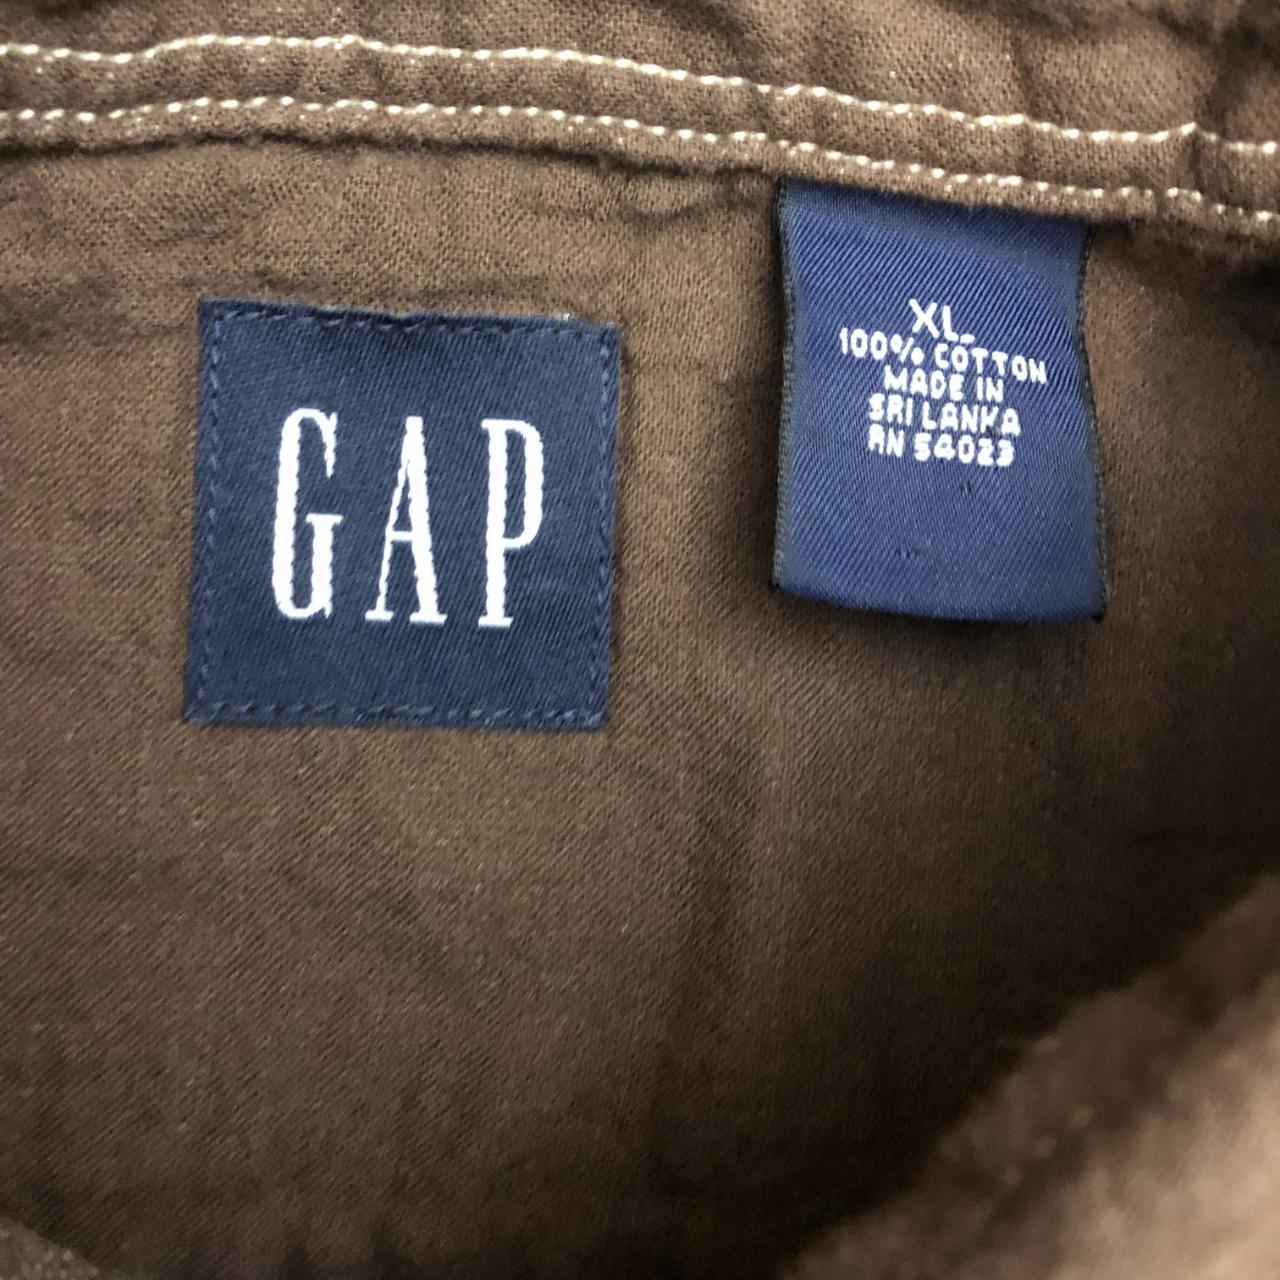 GAP
XL
100% COTTON
MADE IN
SRI LANKA
RN 54023